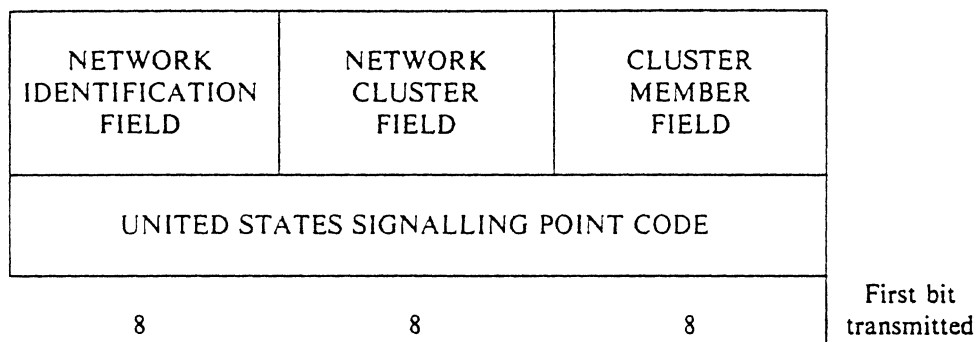 NETWORK
IDENTIFICATION
FIELD
NETWORK
CLUSTER
FIELD
CLUSTER
MEMBER
FIELD
UNITED STATES SIGNALLING POINT CODE
8
8
8
First bit
transmitted